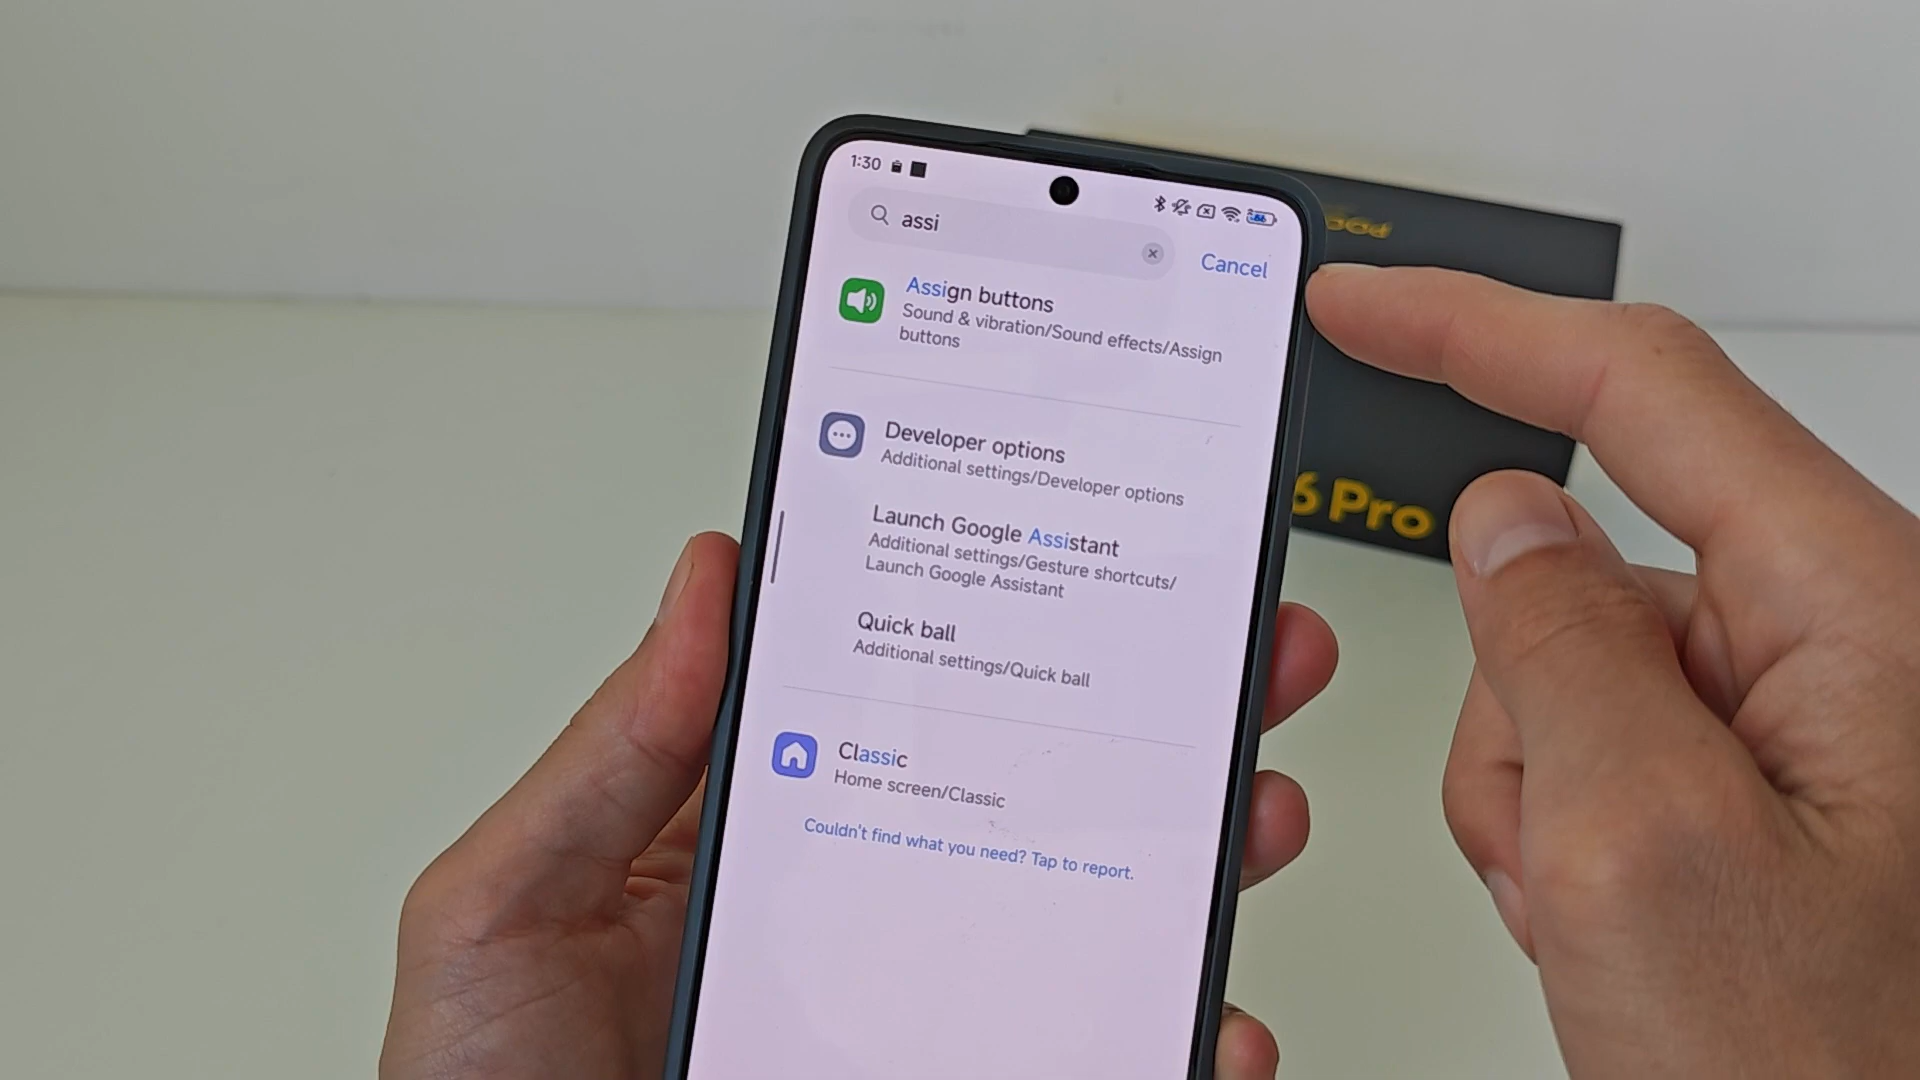 1:30
assi
Cancel
Assign buttons
Sound & vibration/Sound effects/Assign
buttons
Developer options
Additional settings/Developer options
Launch Google Assistant
Additional settings/Gesture shortcuts/
Launch Google Assistant
Quick ball
Additional settings/Quick ball
Classic
Home screen/Classic
Couldn't find what you need? Tap to report.
6 Pro